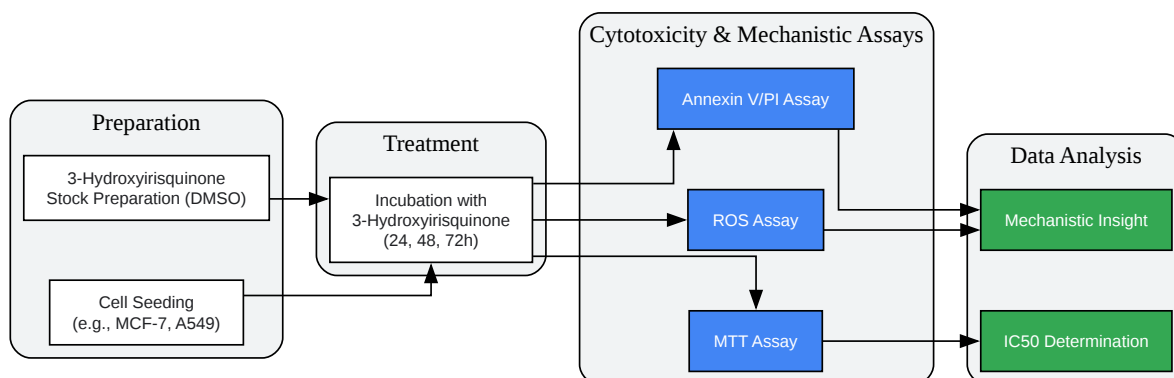 Preparation
3-Hydroxyirisquinone
Stock Preparation (DMSO)
Cell Seeding
(e.g., MCF-7, A549)
Treatment
Incubation with
3-Hydroxyirisquinone
(24, 48, 72h)
Cytotoxicity & Mechanistic Assays
Annexin V/PI Assay
ROS Assay
MTT Assay
Data Analysis
Mechanistic Insight
IC50 Determination